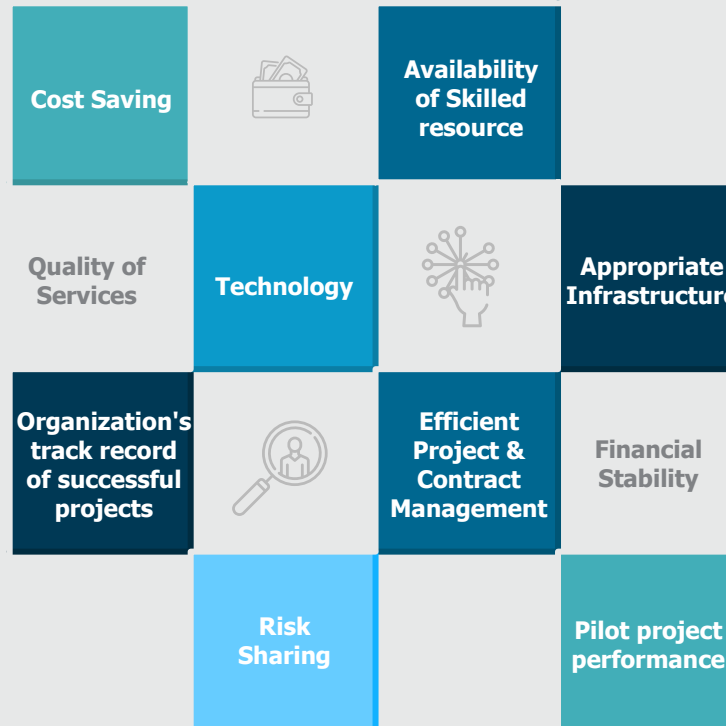 Cost Saving
Availability
of Skilled
resource
Quality of
Services
Technology
Appropriate
Infrastructure
Organization's
track record
of successful
projects
Efficient
Project &
Contract
Management
Financial
Stability
Risk
Sharing
Pilot project
performance